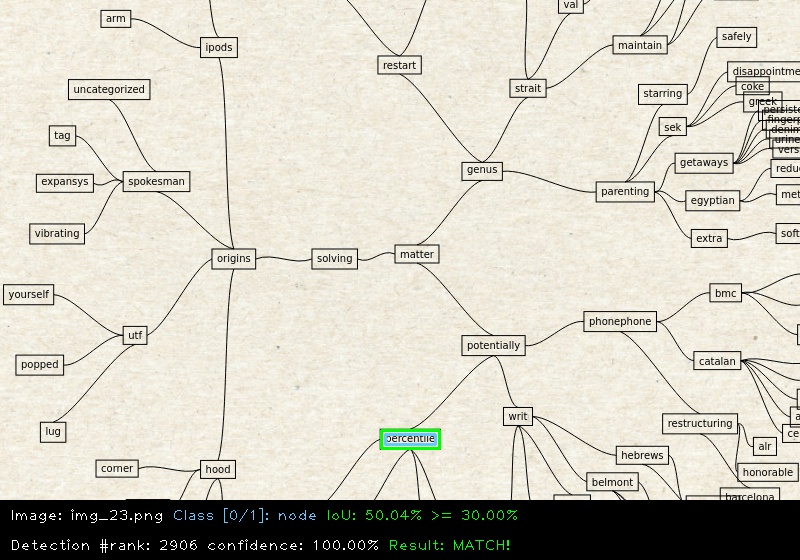 val
arm
safely
maintain
ipods
restart
disappointme
coke
strait
uncategorized
starring
greek
persiste
fingerp
denim
sek
tag
urine
vers
getaways
genus
redu
expansys
spokesman
parenting
met
egyptian
vibrating
soft
extra
origins
solving
matter
yourself
bmc
phonephone
utf
potentially
popped
catalan
writ
a
lug
restructuring
ce
percentile
alr
hebrews
corner
hood
honorable
belmont
barcelona
Image: img_23.png Class [0/1]: node IoU: 50.04% >= 30.00%
Detection #rank: 2906 confidence: 100.00% Result: MATCH!